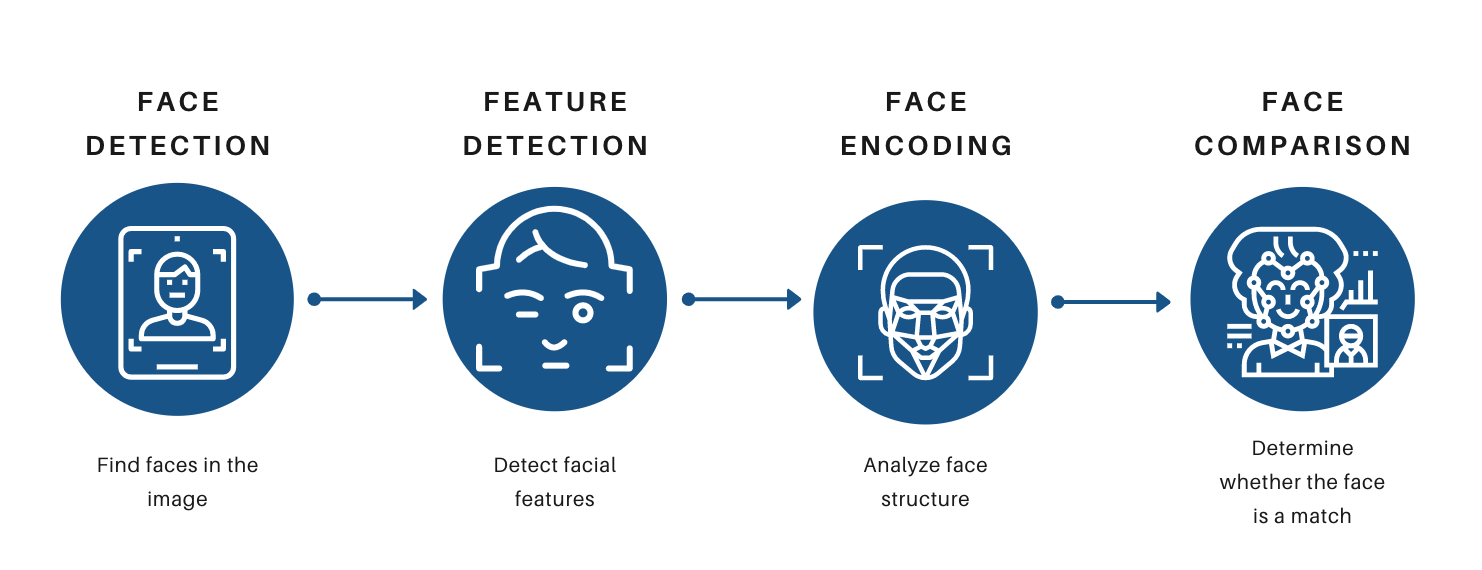 FACE
DETECTION
Find faces in the
image
FEATURE
DETECTION
Detect facial
features
FACE
ENCODING
Analyze face
structure
FACE
COMPARISON
Determine
whether the face
is a match